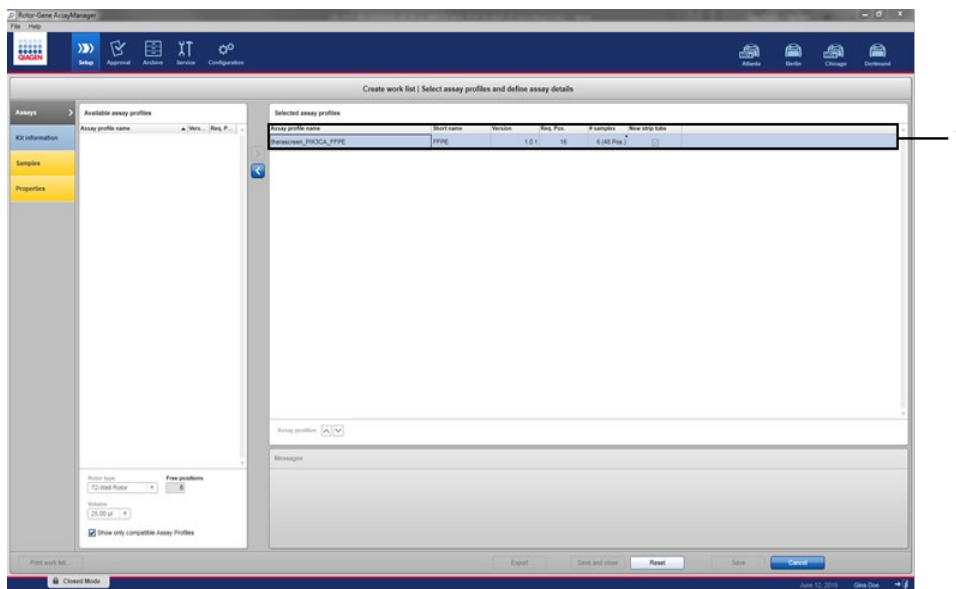 Rotor-Gene AssayManager
File Help
QIAGEN
Setup Approval Archive Service Configuration
Atlanta Berlin Chicago Dortmund
Create work list | Select assay profiles and define assay details
Assays
Available assay profiles
Selected assay profiles
Assay profile name Vers... Req. P...
Assay profile name Short name Version Req. Pos. # samples New strip tube
Kit information
therascreen_PIK3CA_FFPE FFPE 1.0.1 16 6 (48 Pos.)
Samples
Properties
Assay position
Messages
Rotor type Free positions
72-Well Rotor
Volume
25.00 µl
Show only compatible Assay Profiles
Print work list... Export Save and close Reset Save Cancel
Closed Mode
June 12, 2019 Gina Doe